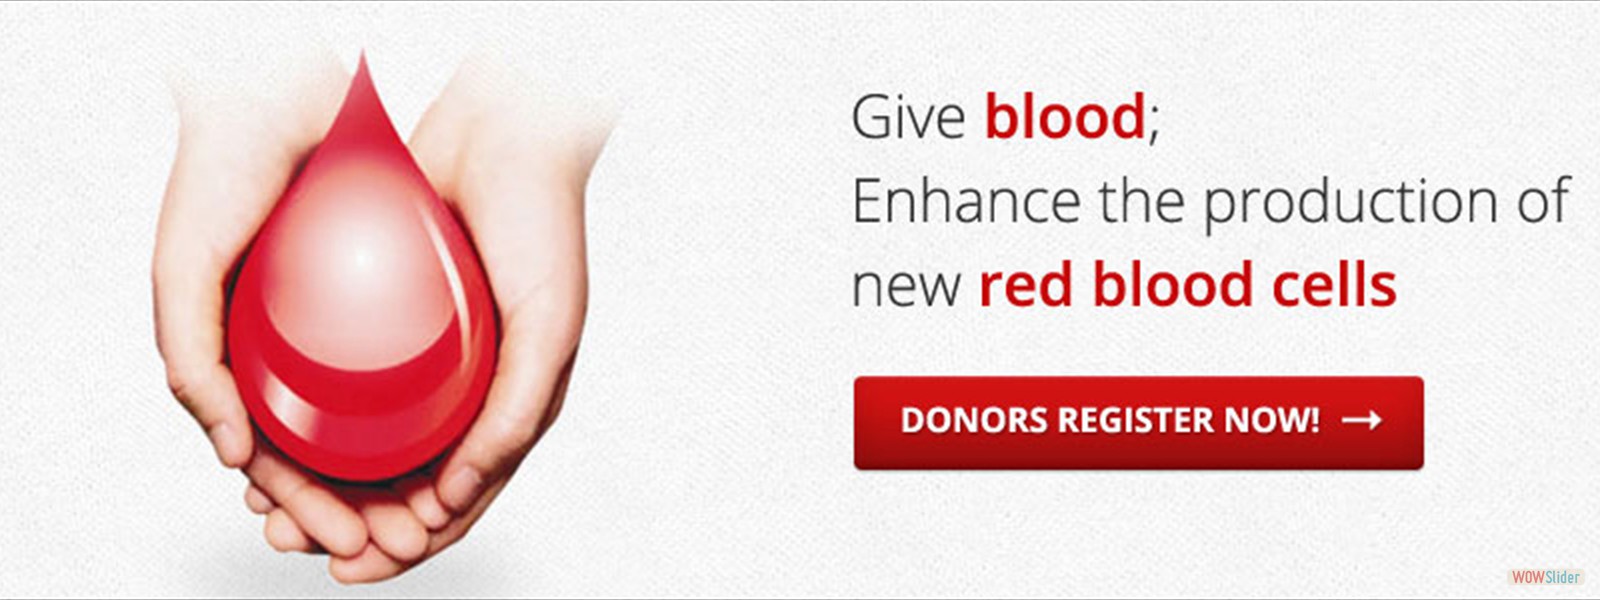 Give blood;
Enhance the production of
new red blood cells
DONORS REGISTER NOW! →
WOWSlider